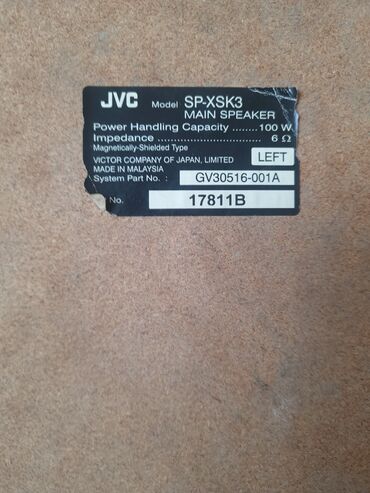 JVC Model SP-XSK3
MAIN SPEAKER
Power Handling Capacity ........ 100 W
Impedance ................................. 6 Ω
Magnetically-Shielded Type
VICTOR COMPANY OF JAPAN, LIMITED LEFT
MADE IN MALAYSIA
System Part No. : GV30516-001A
No. 17811B